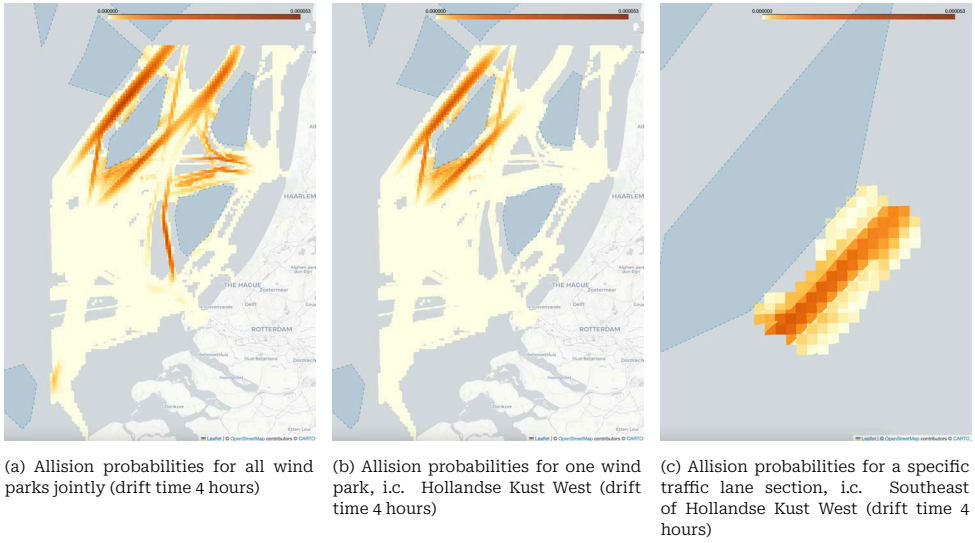 0.000000 0.000053
0.000000 0.000053
0.000000 0.000053
HAARLEM
THE HAGUE
Zoetermeer
Delft
ROTTERDAM
Leaflet | © OpenStreetMap contributors © CARTO
HAARLEM
THE HAGUE
Zoetermeer
Delft
ROTTERDAM
Leaflet | © OpenStreetMap contributors © CARTO
Leaflet | © OpenStreetMap contributors © CARTO
(a) Allision probabilities for all wind
parks jointly (drift time 4 hours)
(b) Allision probabilities for one wind
park, i.c. Hollandse Kust West (drift
time 4 hours)
(c) Allision probabilities for a specific
traffic lane section, i.c. Southeast
of Hollandse Kust West (drift time 4
hours)